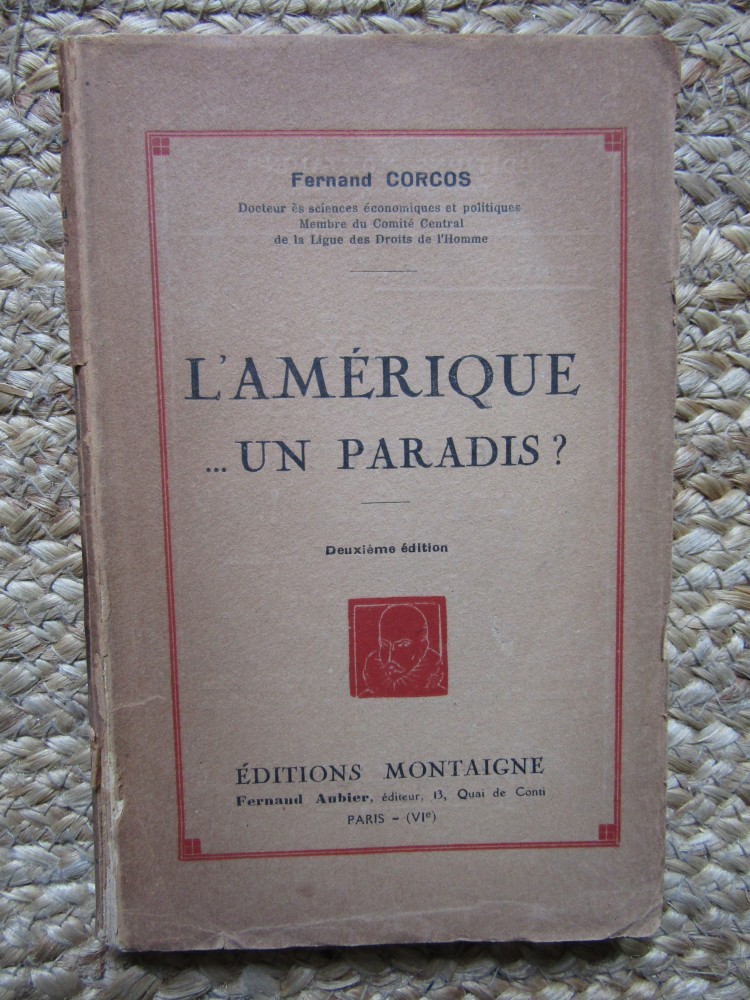 Fernand CORCOS
Docteur ès sciences économiques et politiques
Membre du Comité Central
de la Ligue des Droits de l'Homme
L'AMÉRIQUE
... UN PARADIS ?
Deuxième édition
ÉDITIONS MONTAIGNE
Fernand Aubier, éditeur, 13, Quai de Conti
PARIS - (VIe)